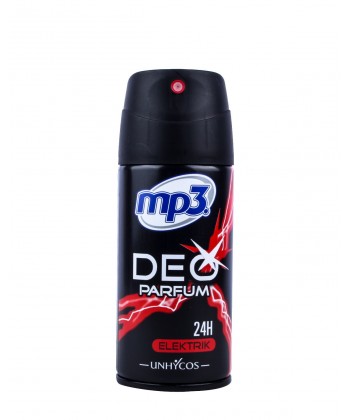 mp3.
DEO
PARFUM
24H
ELEKTRIK
UNHYCOS